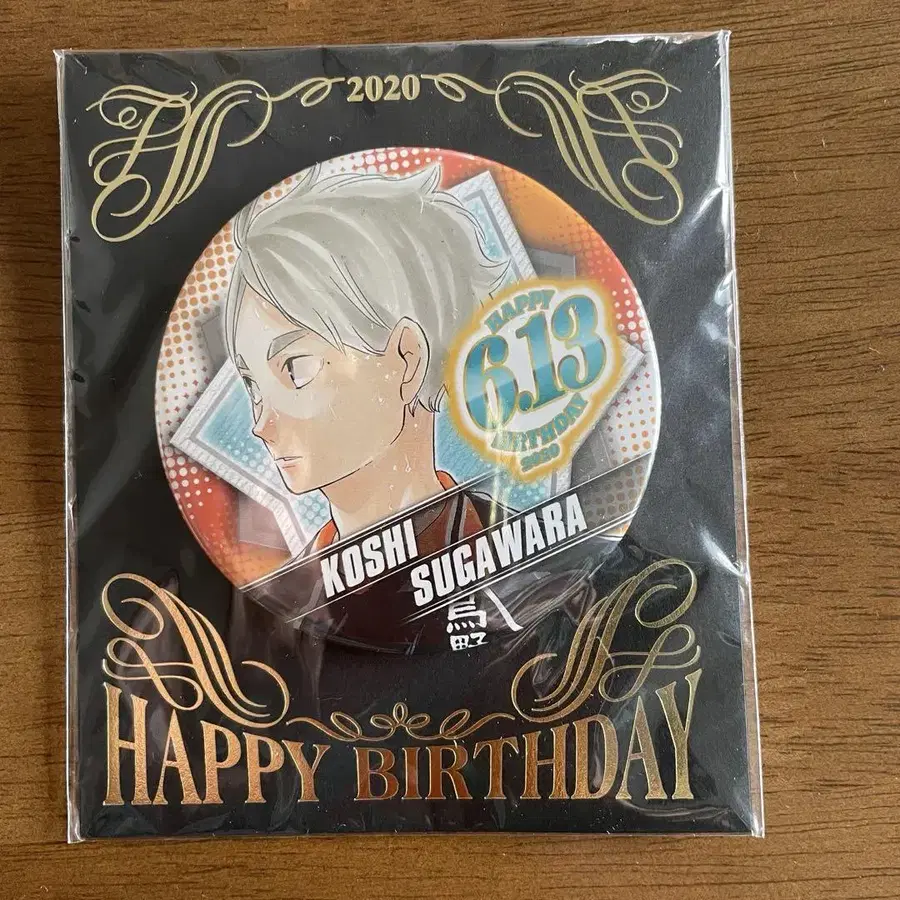 2020
HAPPY
6.13
BIRTHDAY
2020
KOSHI
SUGAWARA
烏野
HAPPY BIRTHDAY